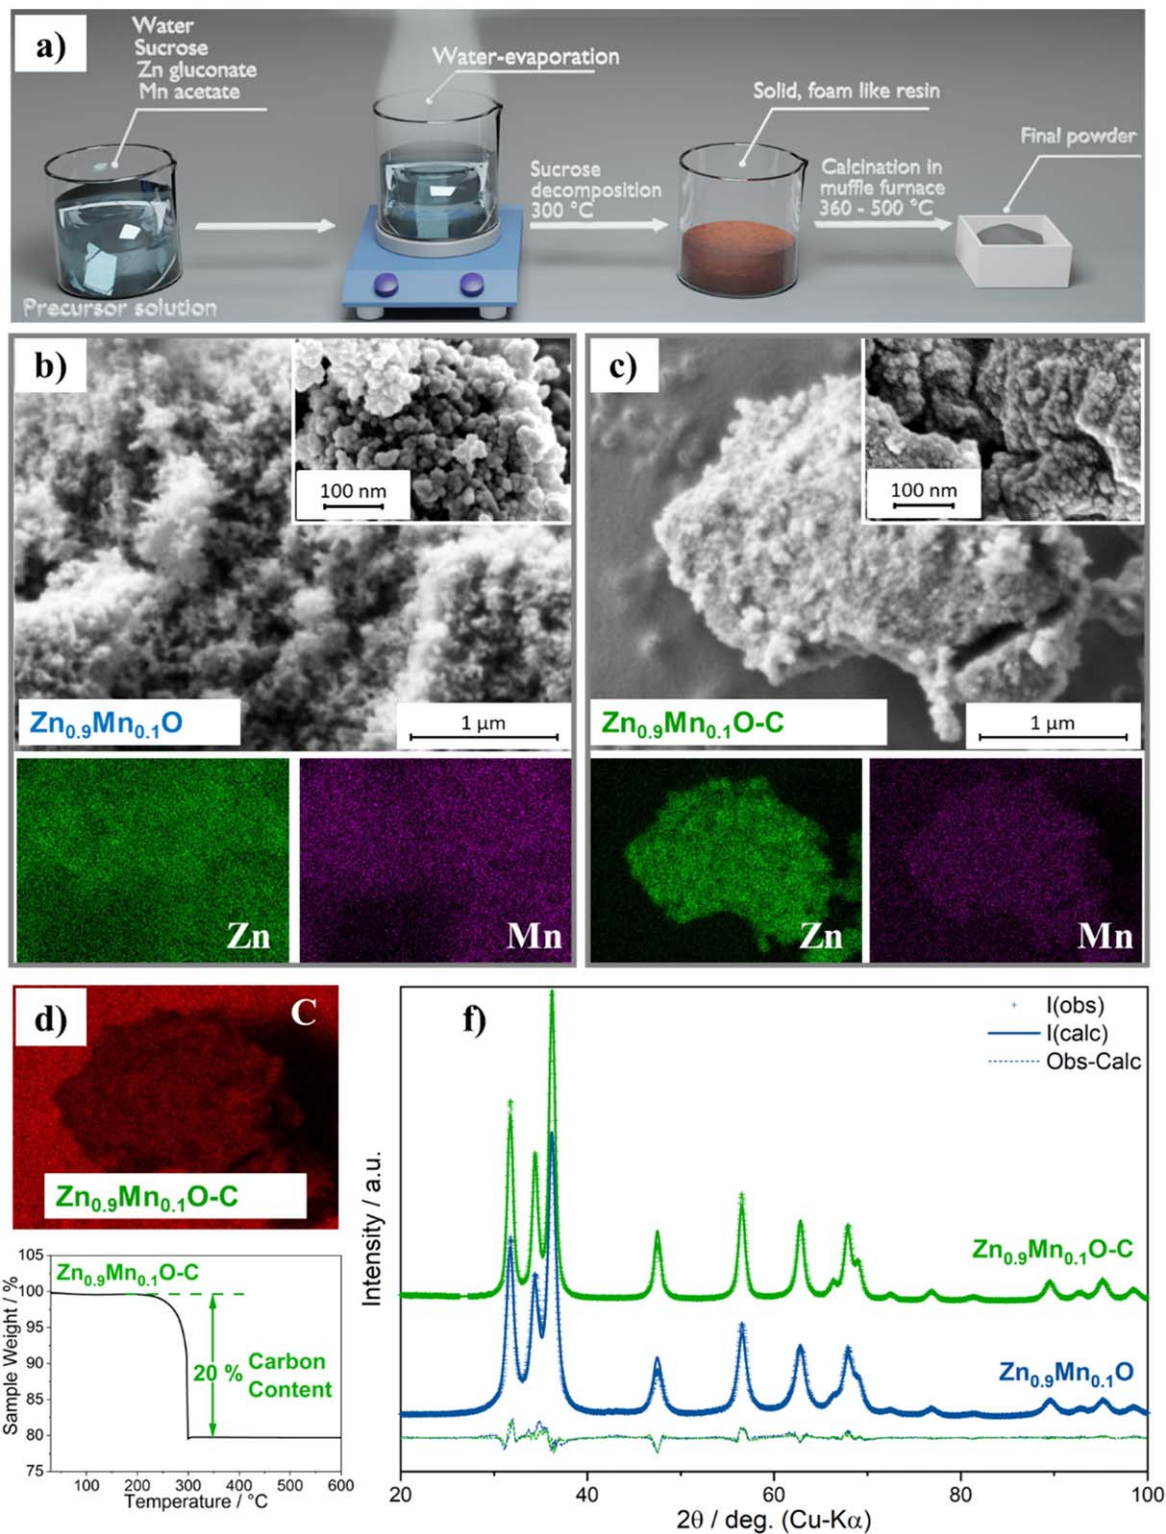 a)
Water
Sucrose
Zn gluconate
Mn acetate
Water-evaporation
Solid, foam like resin
Final powder
Sucrose
decomposition
300 °C
Calcination in
muffle furnace
360 - 500 °C
Precursor solution
b)
100 nm
Zn0.9Mn0.1O
1 µm
Zn
Mn
c)
100 nm
Zn0.9Mn0.1O-C
1 µm
Zn
Mn
d)
C
Zn0.9Mn0.1O-C
105
100
95
90
85
80
75
Sample Weight / %
Zn0.9Mn0.1O-C
20 %
Carbon
Content
100
200
300
400
500
600
Temperature / °C
f)
I(obs)
I(calc)
Obs-Calc
Intensity / a.u.
Zn0.9Mn0.1O-C
Zn0.9Mn0.1O
20
40
60
80
100
2θ / deg. (Cu-Kα)